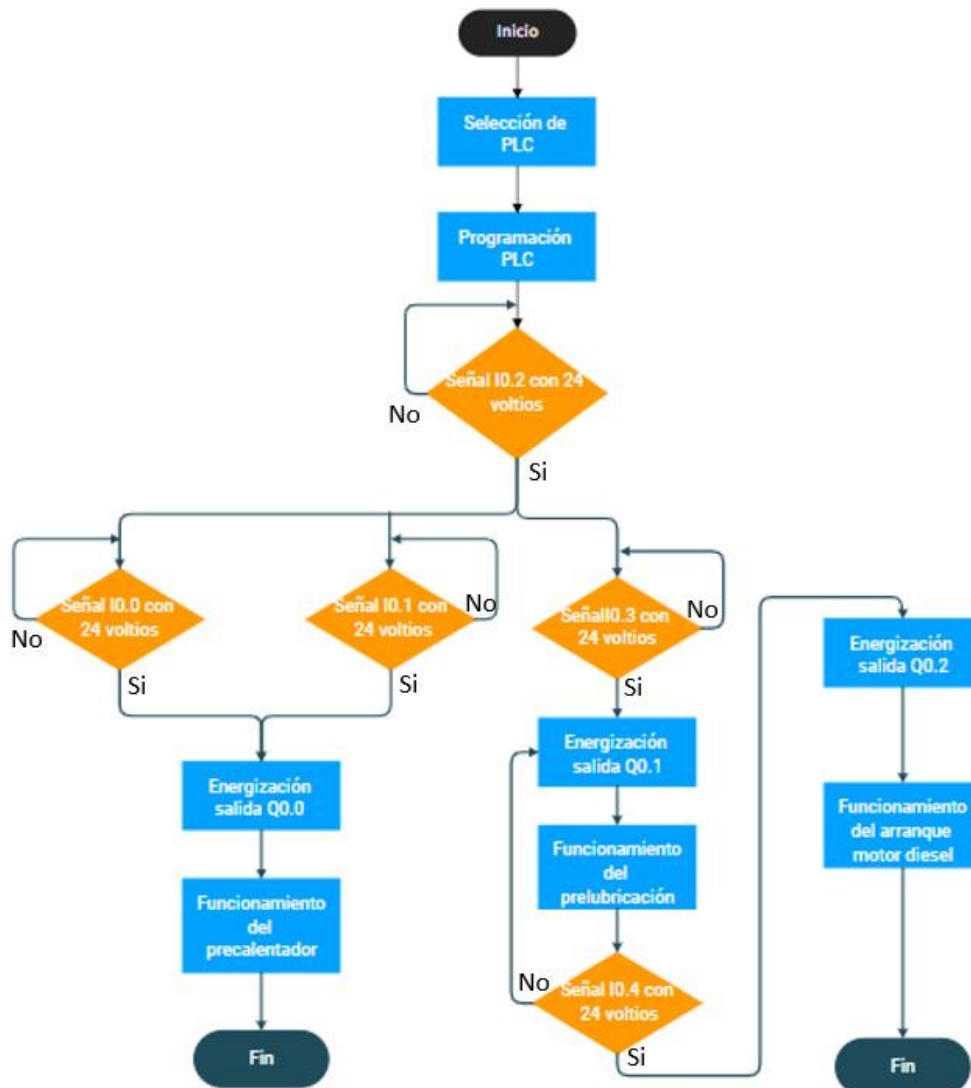 Inicio
Selección de
PLC
Programación
PLC
Señal I0.2 con 24
voltios
No
Si
Señal I0.0 con
24 voltios
No
Si
Señal I0.1 con
24 voltios
No
Si
Energización
salida Q0.0
Funcionamiento
del
precalentador
Fin
SeñalI0.3 con
24 voltios
No
Si
Energización
salida Q0.1
Funcionamiento
del
prelubricación
Señal I0.4 con
24 voltios
No
Si
Energización
salida Q0.2
Funcionamiento
del arranque
motor diesel
Fin